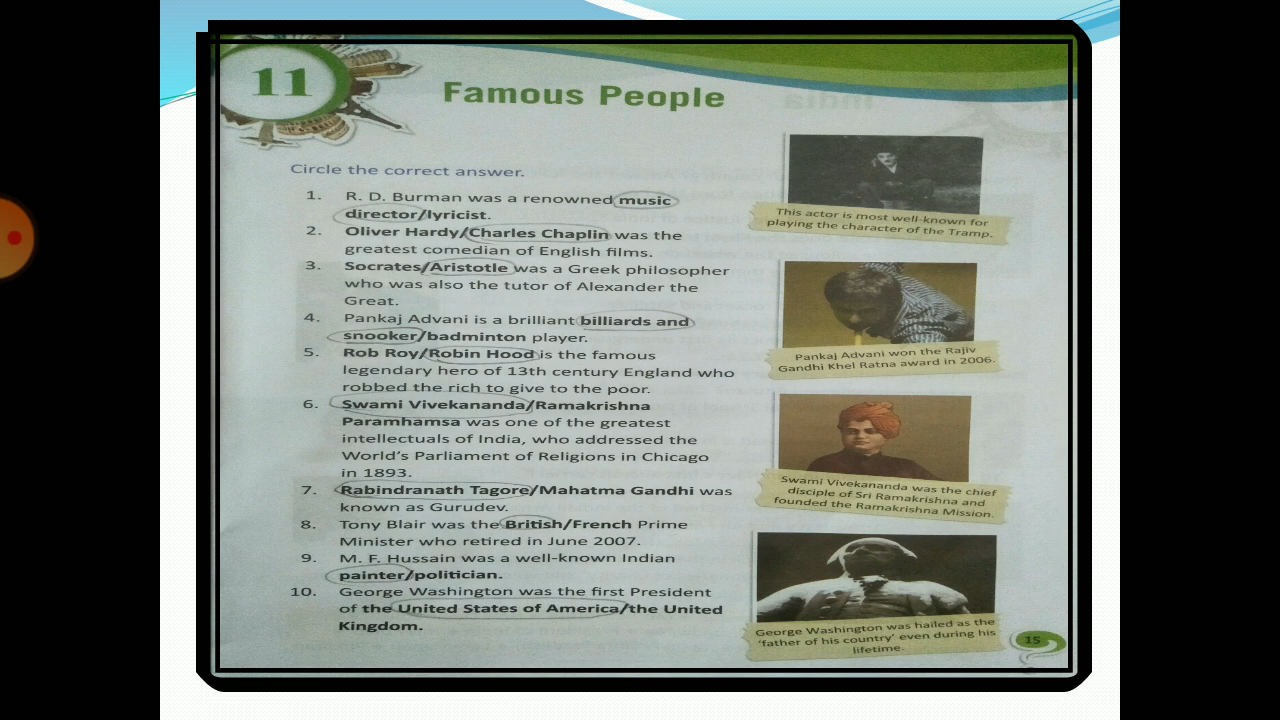 11
Famous People
Circle the correct answer.
1. R. D. Burman was a renowned music
director/lyricist.
2. Oliver Hardy/Charles Chaplin was the
greatest comedian of English films.
3. Socrates/Aristotle was a Greek philosopher
who was also the tutor of Alexander the
Great.
4. Pankaj Advani is a brilliant billiards and
snooker/badminton player.
5. Rob Roy/Robin Hood is the famous
legendary hero of 13th century England who
robbed the rich to give to the poor.
6. Swami Vivekananda/Ramakrishna
Paramhamsa was one of the greatest
intellectuals of India, who addressed the
World's Parliament of Religions in Chicago
in 1893.
7. Rabindranath Tagore/Mahatma Gandhi was
known as Gurudev.
8. Tony Blair was the British/French Prime
Minister who retired in June 2007.
9. M. F. Hussain was a well-known Indian
painter/politician.
10. George Washington was the first President
of the United States of America/the United
Kingdom.
This actor is most well-known for
playing the character of the Tramp.
Pankaj Advani won the Rajiv
Gandhi Khel Ratna award in 2006.
Swami Vivekananda was the chief
disciple of Sri Ramakrishna and
founded the Ramakrishna Mission.
George Washington was hailed as the
'father of his country' even during his
lifetime.
15